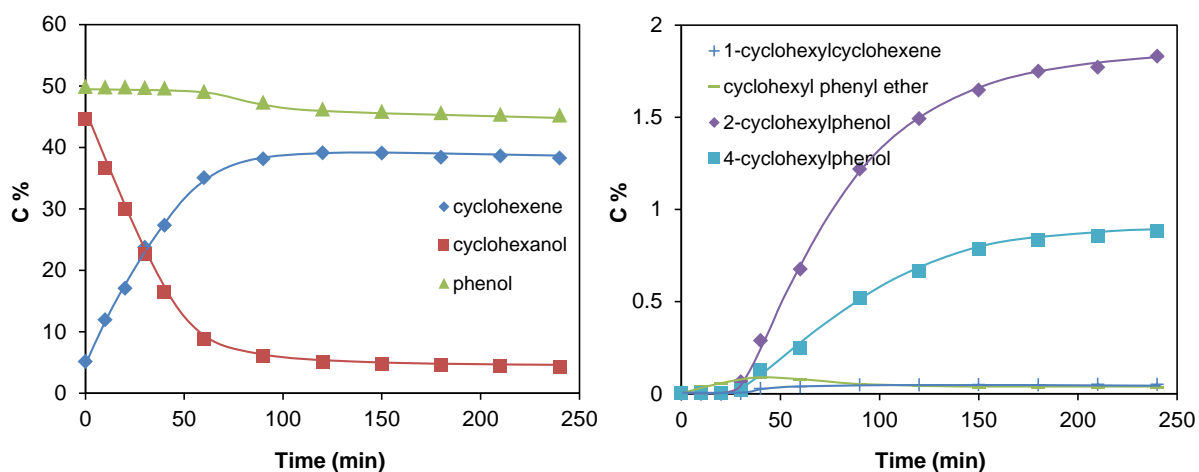 60
50
40
30
20
10
0
C %
0 50 100 150 200 250
Time (min)
cyclohexene
cyclohexanol
phenol
2
1.5
1
0.5
0
C %
0 50 100 150 200 250
Time (min)
1-cyclohexylcyclohexene
cyclohexyl phenyl ether
2-cyclohexylphenol
4-cyclohexylphenol